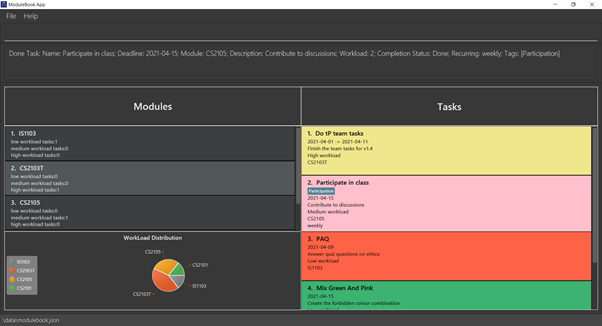 ModuleBook App
File Help
Done Task: Name: Participate in class; Deadline: 2021-04-15; Module: CS2105; Description: Contribute to discussions; Workload: 2; Completion Status: Done; Recurring: weekly; Tags: [Participation]
Modules
1. IS1103
low workload tasks:1
medium workload tasks:0
high workload tasks:0
2. CS2103T
low workload tasks:0
medium workload tasks:0
high workload tasks:1
3. CS2105
low workload tasks:0
medium workload tasks:1
high workload tasks:0
WorkLoad Distribution
IS1103
CS2103T
CS2105
CS2101
CS2105
CS2101
IS1103
CS2103T
Tasks
1. Do tP team tasks
2021-04-01 -> 2021-04-11
Finish the team tasks for v1.4
High workload
CS2103T
2. Participate in class
Participation
2021-04-15
Contribute to discussions
Medium workload
CS2105
weekly
3. PAQ
2021-04-09
Answer quiz questions on ethics
Low workload
IS1103
4. Mix Green And Pink
2021-04-15
Create the forbidden colour combination
.\data\modulebook.json